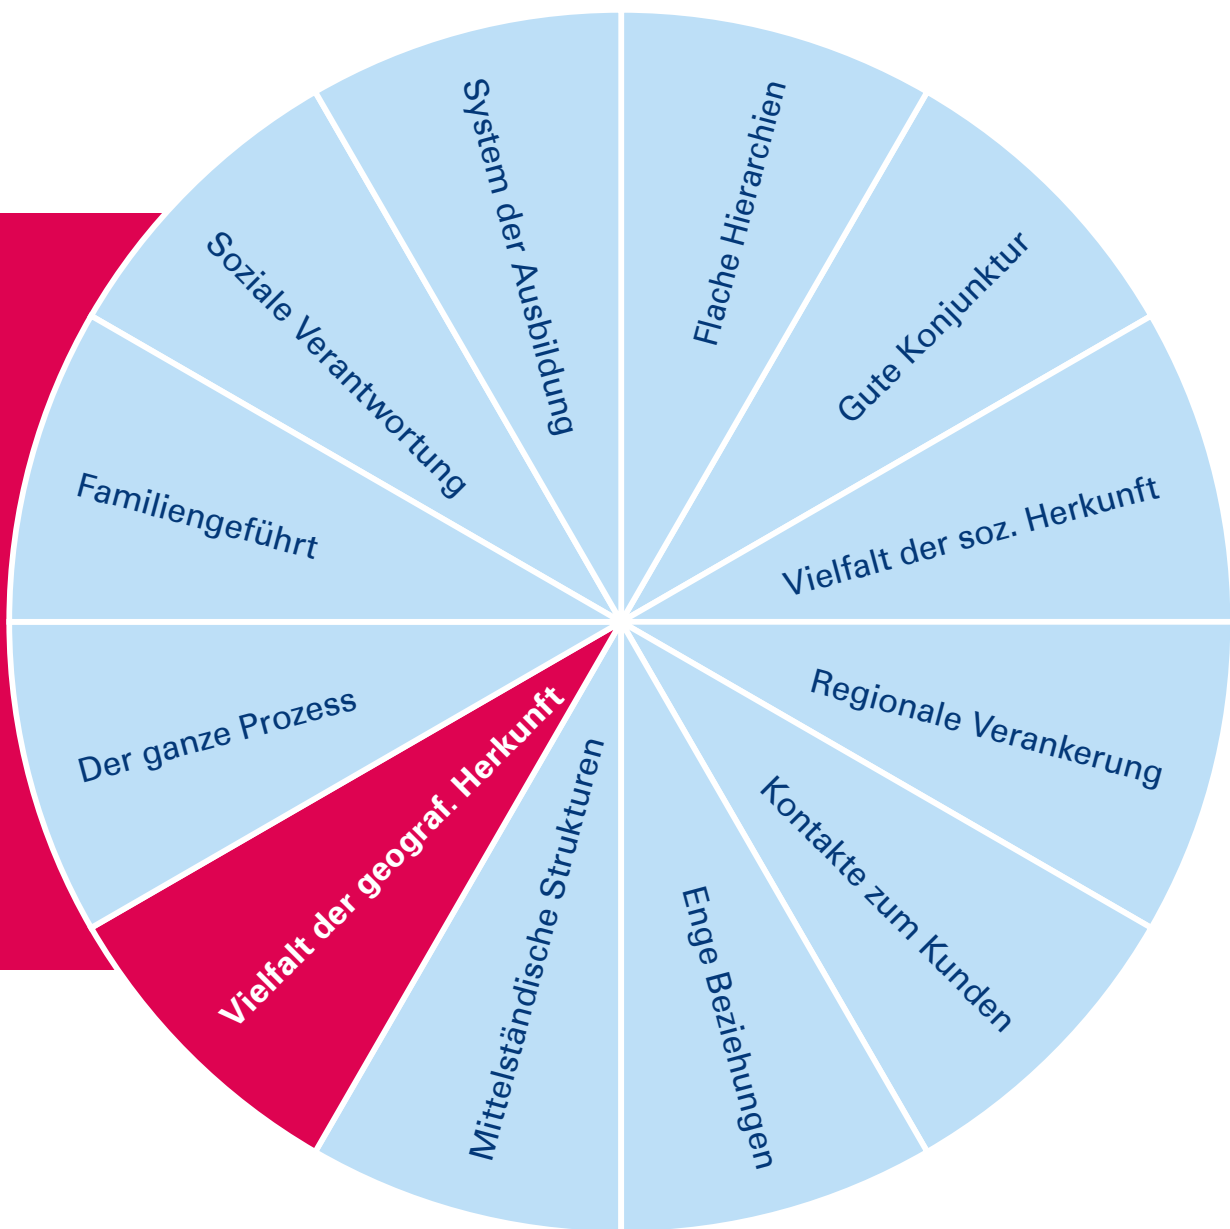 Flache Hierarchien
Gute Konjunktur
Vielfalt der soz. Herkunft
Regionale Verankerung
Kontakte zum Kunden
Enge Beziehungen
Mittelständische Strukturen
Vielfalt der geograf. Herkunft
Der ganze Prozess
Familiengeführt
Soziale Verantwortung
System der Ausbildung